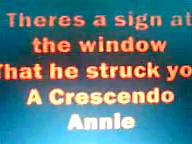 Theres a sign at
the window
That he struck you
A Crescendo
Annie